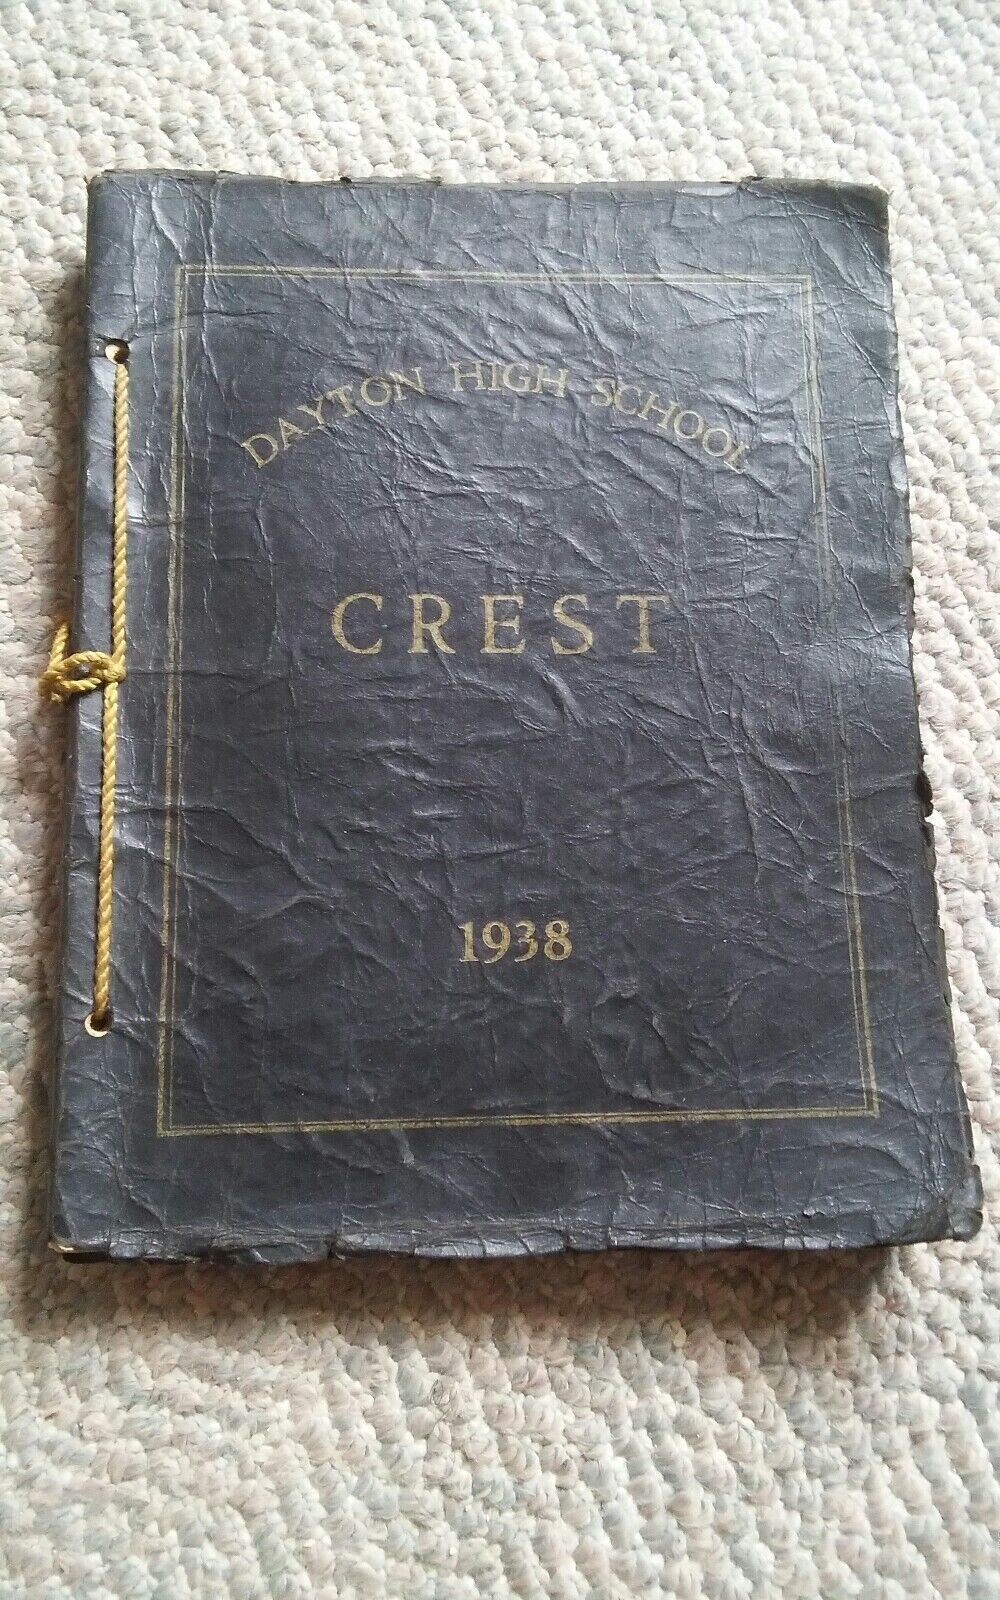 DAYTON HIGH SCHOOL
CREST
1938